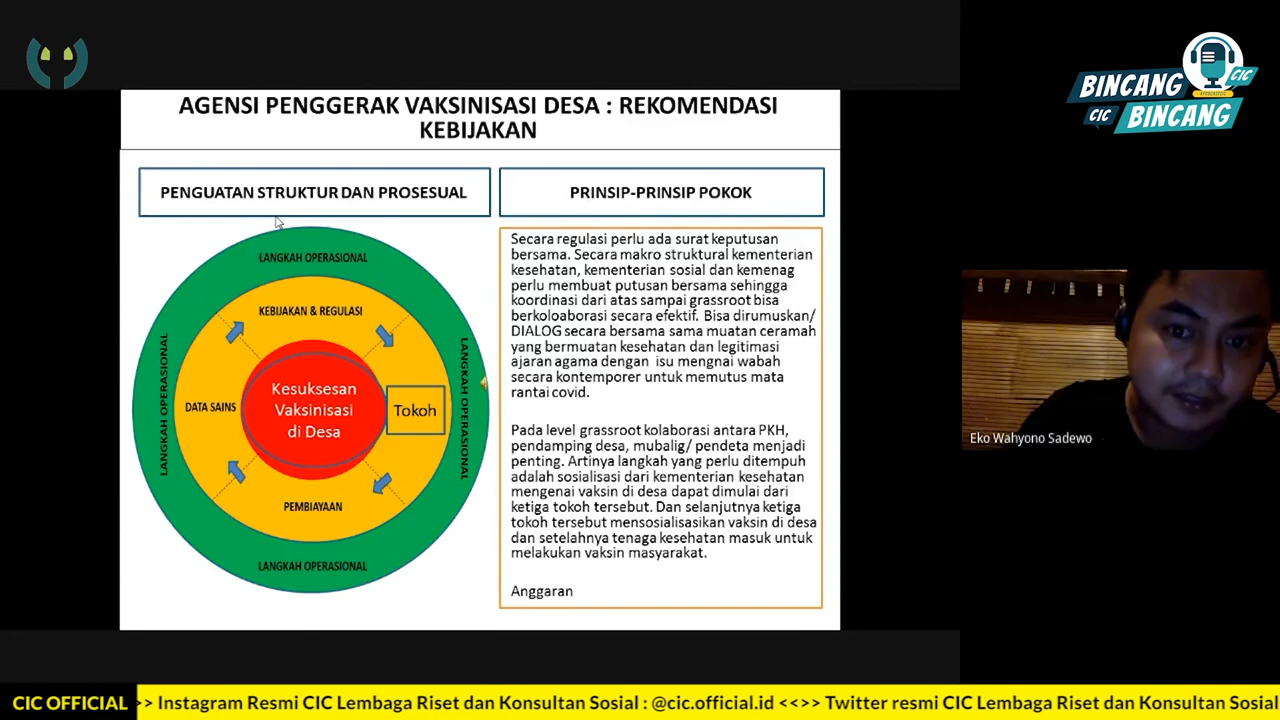 AGENSI PENGGERAK VAKSINISASI DESA : REKOMENDASI
KEBIJAKAN
PENGUATAN STRUKTUR DAN PROSESUAL
LANGKAH OPERASIONAL
KEBIJAKAN & REGULASI
LANGKAH OPERASIONAL
DATA SAINS
Kesuksesan
Vaksinisasi
di Desa
Tokoh
LANGKAH OPERASIONAL
PEMBIAYAAN
LANGKAH OPERASIONAL
PRINSIP-PRINSIP POKOK
Secara regulasi perlu ada surat keputusan
bersama. Secara makro struktural kementerian
kesehatan, kementerian sosial dan kemenag
perlu membuat putusan bersama sehingga
koordinasi dari atas sampai grassroot bisa
berkoloaborasi secara efektif. Bisa dirumuskan/
DIALOG secara bersama sama muatan ceramah
yang bermuatan kesehatan dan legitimasi
ajaran agama dengan isu mengnai wabah
secara kontemporer untuk memutus mata
rantai covid.
Pada level grassroot kolaborasi antara PKH,
pendamping desa, mubalig/ pendeta menjadi
penting. Artinya langkah yang perlu ditempuh
adalah sosialisasi dari kementerian kesehatan
mengenai vaksin di desa dapat dimulai dari
ketiga tokoh tersebut. Dan selanjutnya ketiga
tokoh tersebut mensosialisasikan vaksin di desa
dan setelahnya tenaga kesehatan masuk untuk
melakukan vaksin masyarakat.
Anggaran
BINCANG
CIC
CIC
BINCANG
Eko Wahyono Sadewo
CIC OFFICIAL
>> Instagram Resmi CIC Lembaga Riset dan Konsultan Sosial : @cic.official.id <<>> Twitter resmi CIC Lembaga Riset dan Konsultan Sosial